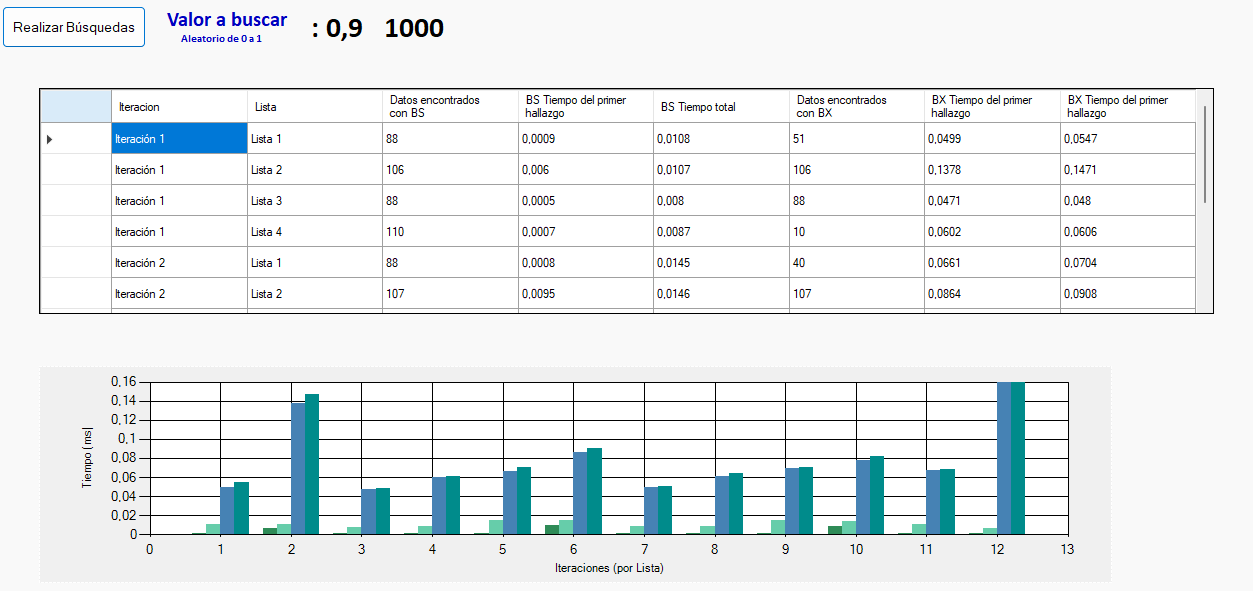 Realizar Búsquedas
Valor a buscar
Aleatorio de 0 a 1
: 0,9 1000
Iteracion Lista Datos encontrados con BS BS Tiempo del primer hallazgo BS Tiempo total Datos encontrados con BX BX Tiempo del primer hallazgo BX Tiempo del primer hallazgo
Iteración 1 Lista 1 88 0,0009 0,0108 51 0,0499 0,0547
Iteración 1 Lista 2 106 0,006 0,0107 106 0,1378 0,1471
Iteración 1 Lista 3 88 0,0005 0,008 88 0,0471 0,048
Iteración 1 Lista 4 110 0,0007 0,0087 10 0,0602 0,0606
Iteración 2 Lista 1 88 0,0008 0,0145 40 0,0661 0,0704
Iteración 2 Lista 2 107 0,0095 0,0146 107 0,0864 0,0908
0,16
0,14
0,12
0,1
0,08
0,06
0,04
0,02
0
Tiempo (ms)
0 1 2 3 4 5 6 7 8 9 10 11 12 13
Iteraciones (por Lista)